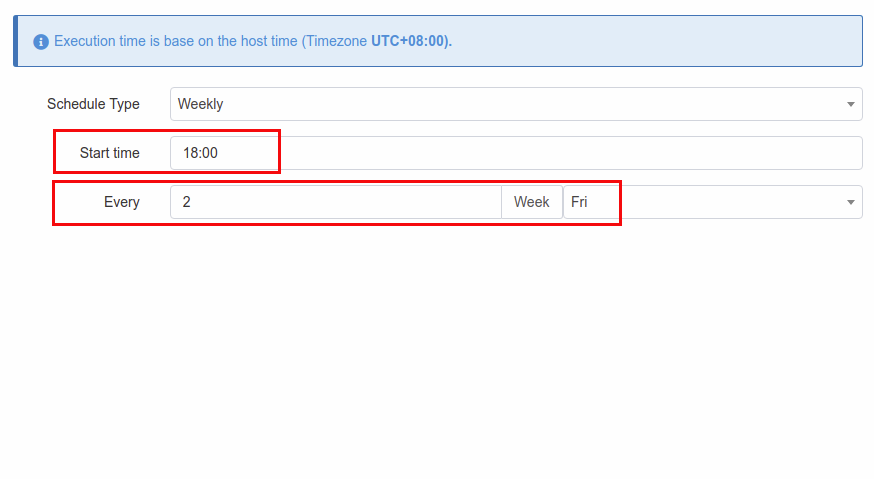 Execution time is base on the host time (Timezone UTC+08:00).
Schedule Type Weekly
Start time 18:00
Every 2 Week Fri